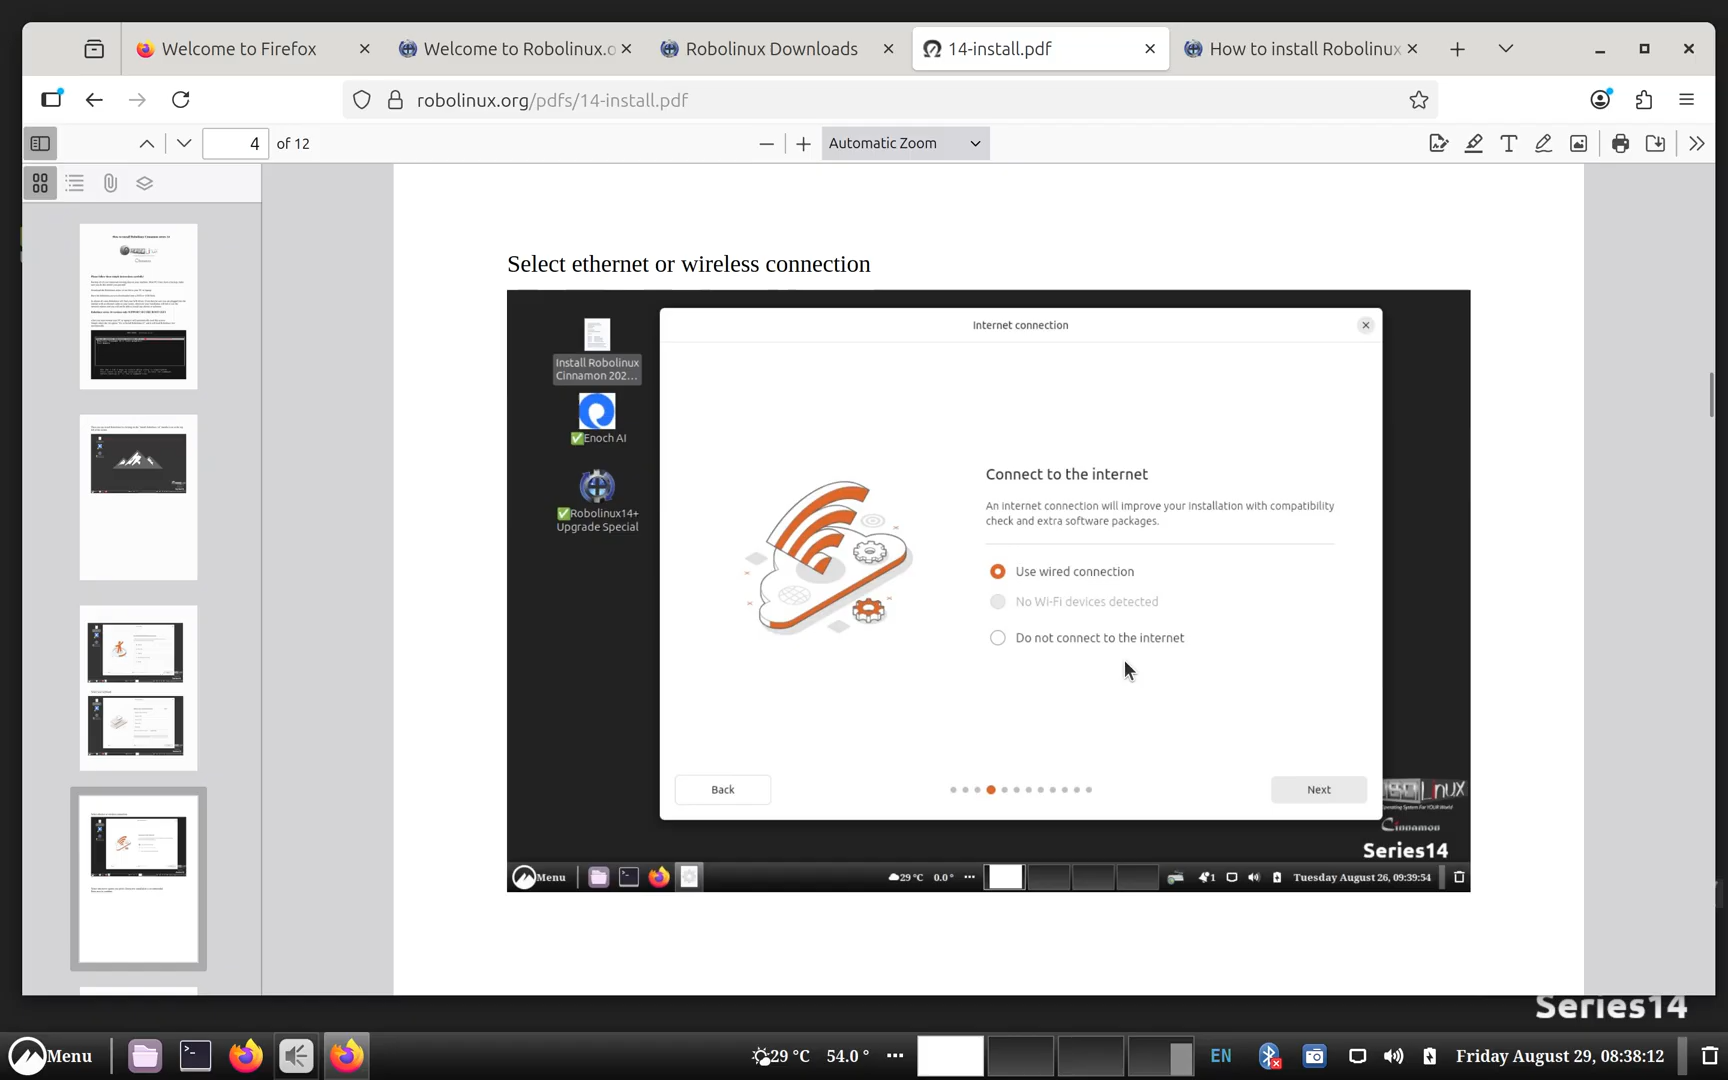 Welcome to Firefox
Welcome to Robolinux.o
Robolinux Downloads
14-install.pdf
How to install Robolinux
robolinux.org/pdfs/14-install.pdf
4 of 12
Automatic Zoom
Select ethernet or wireless connection
Internet connection
Install Robolinux
Cinnamon 202...
Enoch AI
Robolinux14+
Upgrade Special
Connect to the internet
An internet connection will improve your installation with compatibility
check and extra software packages.
Use wired connection
No Wi-Fi devices detected
Do not connect to the internet
Back
Next
Cinnamon
Series14
Menu
29 °C 0.0° •••
1
Tuesday August 26, 09:39:54
Series14
Menu
29 °C 54.0 ° •••
EN
Friday August 29, 08:38:12